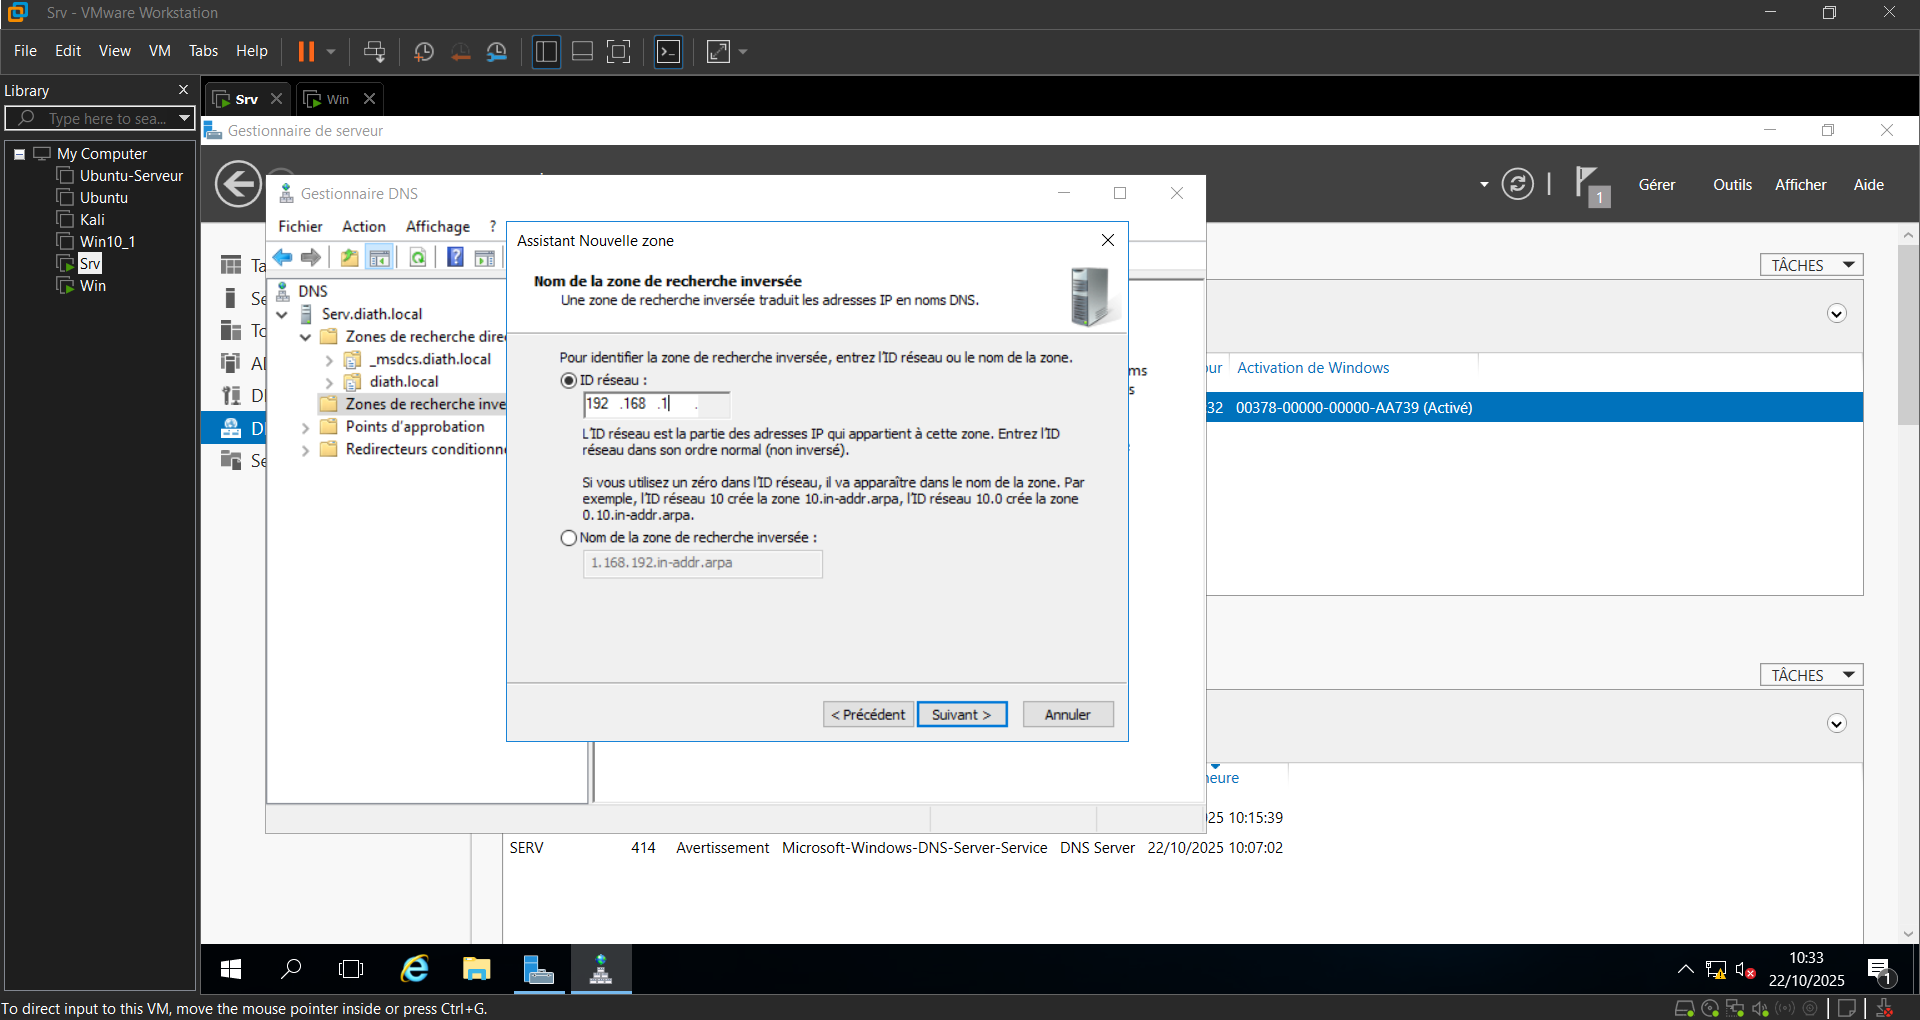 Srv - VMware Workstation
File Edit View VM Tabs Help
Library
Type here to sea...
My Computer
Ubuntu-Serveur
Ubuntu
Kali
Win10_1
Srv
Win
Srv
Win
Gestionnaire de serveur
1
Gérer Outils Afficher Aide
Gestionnaire DNS
Fichier Action Affichage ?
DNS
Serv.diath.local
Zones de recherche dire
_msdcs.diath.local
diath.local
Zones de recherche inve
Points d'approbation
Redirecteurs conditionne
Assistant Nouvelle zone
Nom de la zone de recherche inversée
Une zone de recherche inversée traduit les adresses IP en noms DNS.
Pour identifier la zone de recherche inversée, entrez l'ID réseau ou le nom de la zone.
ID réseau :
192 .168 .1 .
L'ID réseau est la partie des adresses IP qui appartient à cette zone. Entrez l'ID
réseau dans son ordre normal (non inversé).
Si vous utilisez un zéro dans l'ID réseau, il va apparaître dans le nom de la zone. Par
exemple, l'ID réseau 10 crée la zone 10.in-addr.arpa, l'ID réseau 10.0 crée la zone
0.10.in-addr.arpa.
Nom de la zone de recherche inversée :
1.168.192.in-addr.arpa
< Précédent Suivant > Annuler
TÂCHES
Activation de Windows
32 00378-00000-00000-AA739 (Activé)
TÂCHES
heure
25 10:15:39
SERV 414 Avertissement Microsoft-Windows-DNS-Server-Service DNS Server 22/10/2025 10:07:02
10:33
22/10/2025
1
To direct input to this VM, move the mouse pointer inside or press Ctrl+G.